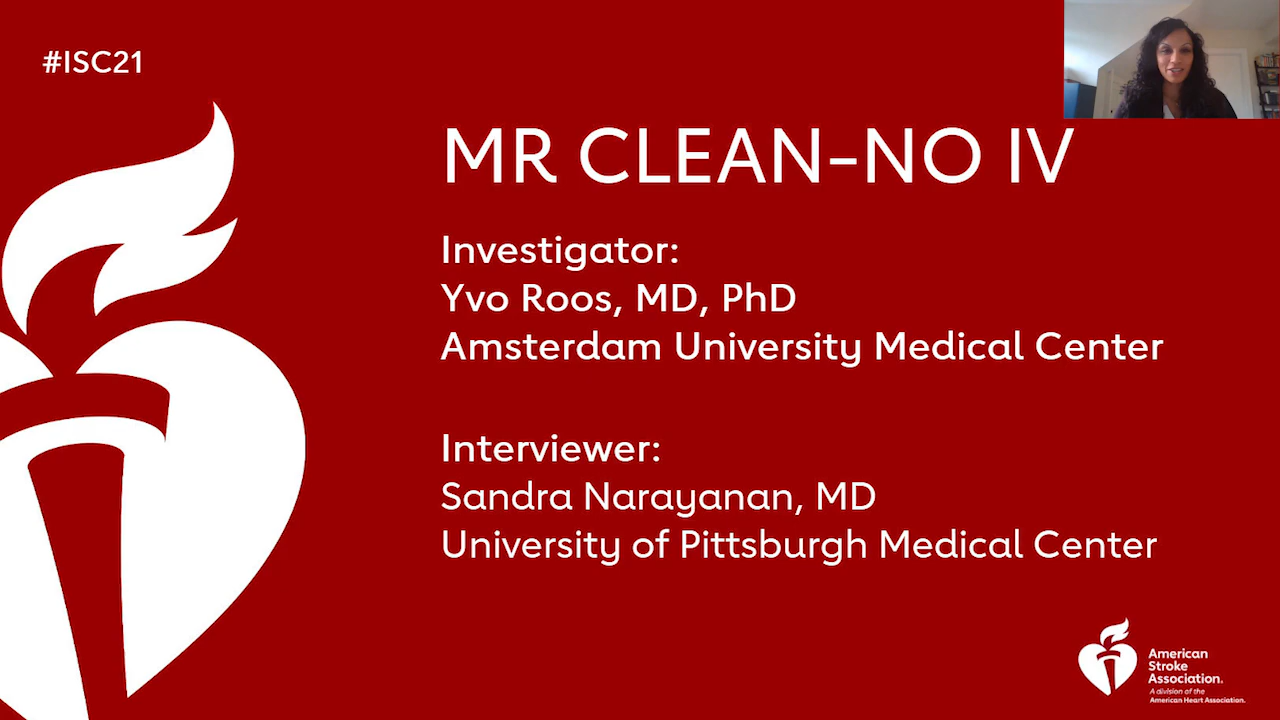 #ISC21
MR CLEAN–NO IV
Investigator:
Yvo Roos, MD, PhD
Amsterdam University Medical Center
Interviewer:
Sandra Narayanan, MD
University of Pittsburgh Medical Center
American
Stroke
Association.
A division of the
American Heart Association.